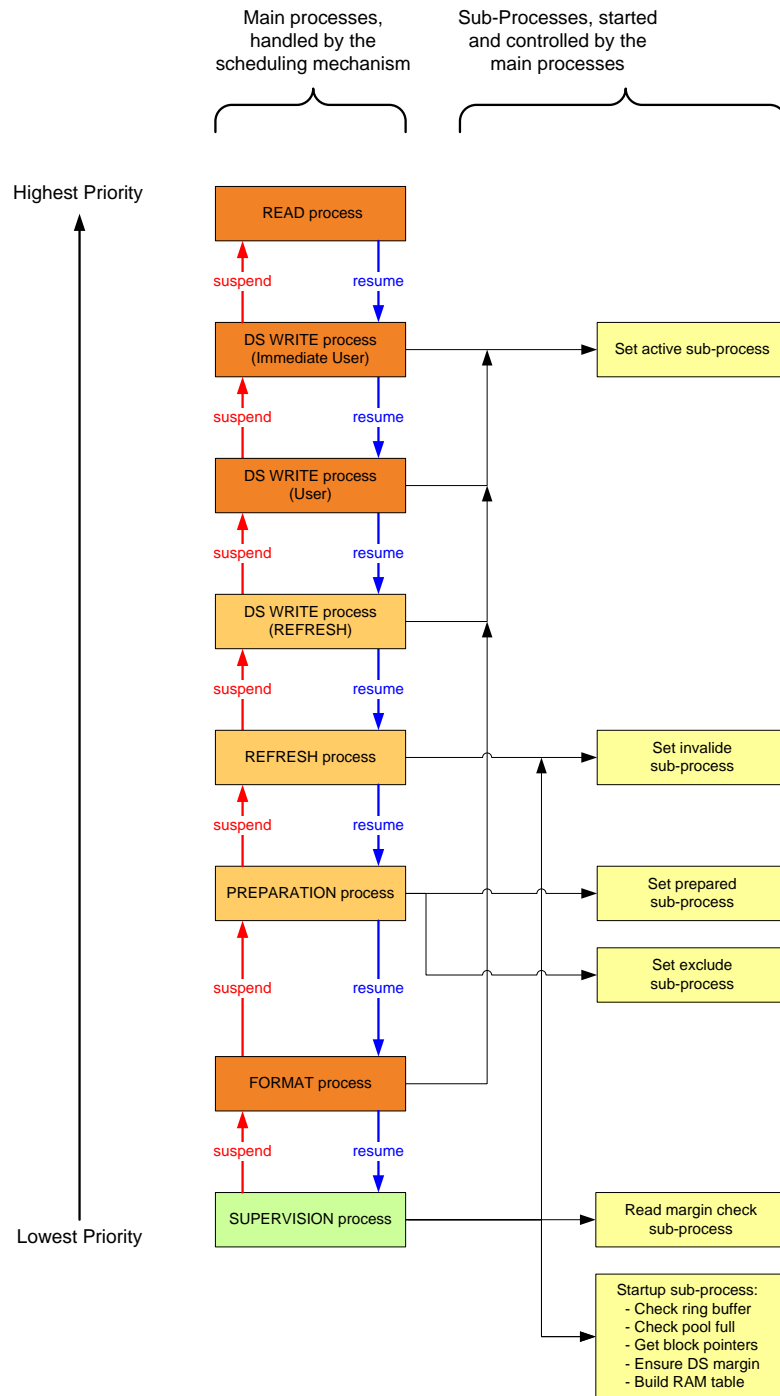 Main processes,
handled by the
scheduling mechanism
Sub-Processes, started
and controlled by the
main processes
Highest Priority
READ process
suspend
resume
DS WRITE process
(Immediate User)
Set active sub-process
suspend
resume
DS WRITE process
(User)
suspend
resume
DS WRITE process
(REFRESH)
suspend
resume
REFRESH process
Set invalide
sub-process
suspend
resume
PREPARATION process
Set prepared
sub-process
Set exclude
sub-process
suspend
resume
FORMAT process
suspend
resume
SUPERVISION process
Read margin check
sub-process
Lowest Priority
Startup sub-process:
- Check ring buffer
- Check pool full
- Get block pointers
- Ensure DS margin
- Build RAM table